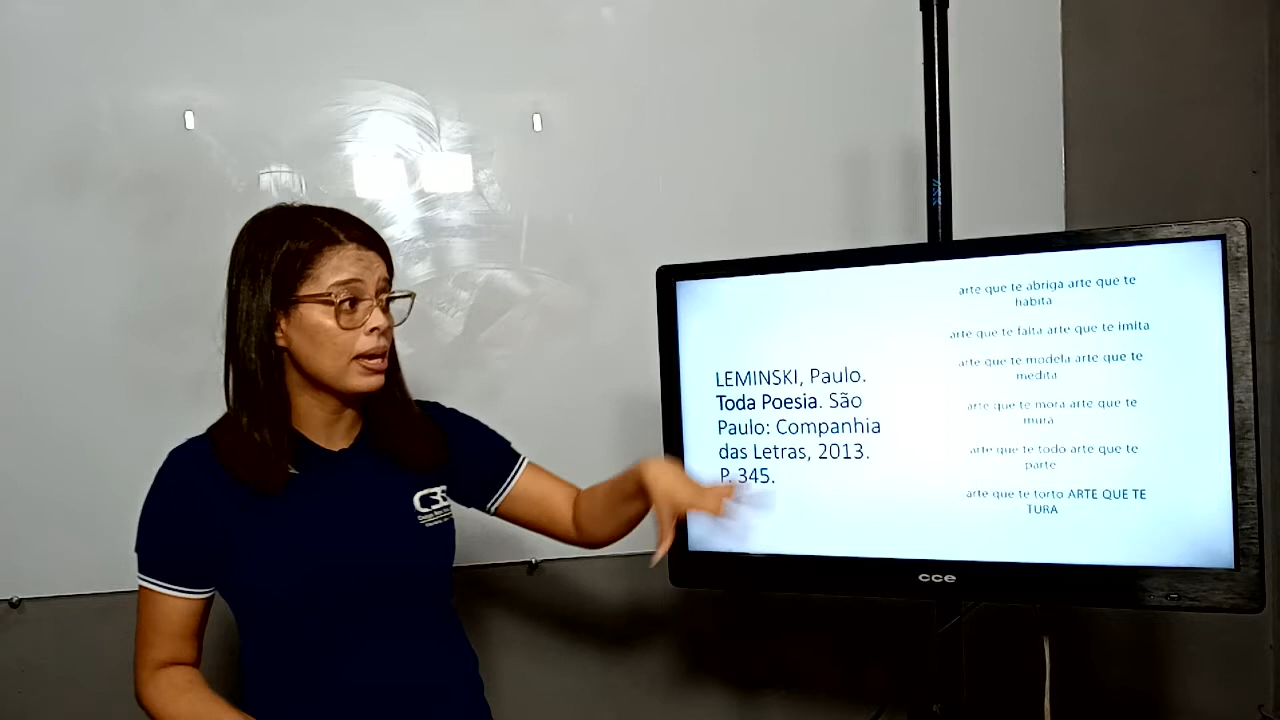 LEMINSKI, Paulo.
Toda Poesia. São
Paulo: Companhia
das Letras, 2013.
P. 345.
arte que te abriga arte que te
habita
arte que te falta arte que te imita
arte que te modela arte que te
medita
arte que te mora arte que te
mura
arte que te todo arte que te
parte
arte que te torto ARTE QUE TE
TURA
cce